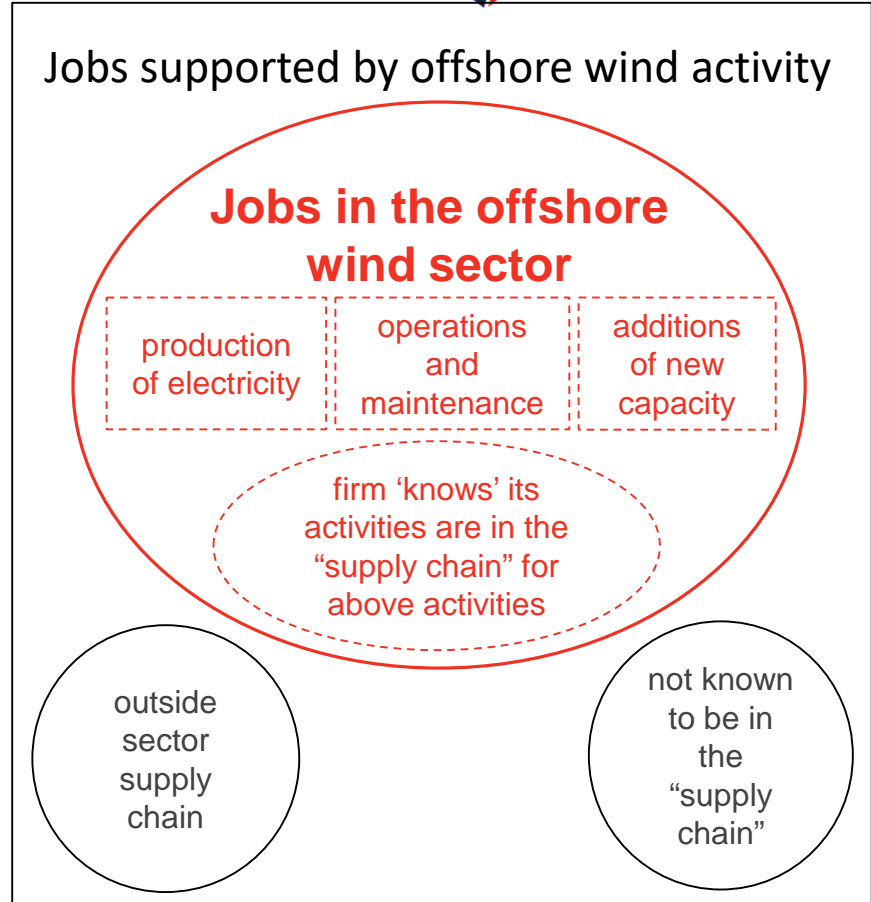 Jobs supported by offshore wind activity
Jobs in the offshore
wind sector
production
of electricity
operations
and
maintenance
additions
of new
capacity
firm ‘knows’ its
activities are in the
“supply chain” for
above activities
outside
sector
supply
chain
not known
to be in
the
“supply
chain”